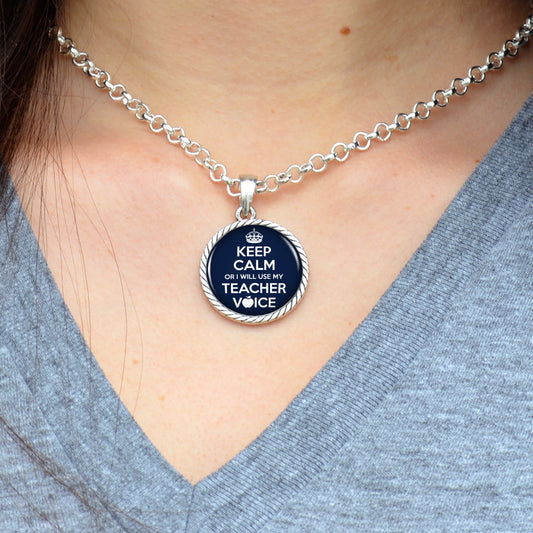 KEEP
CALM
OR I WILL USE MY
TEACHER
VOICE